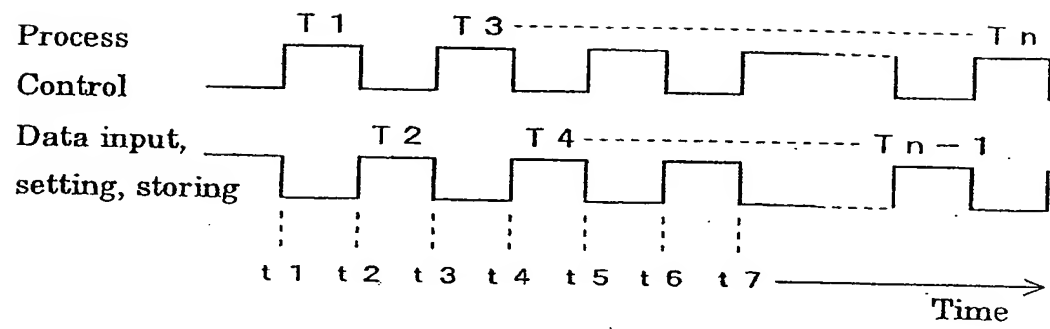 Process
Control
T 1 T 3 T n
Data input,
setting, storing
T 2 T 4 T n − 1
t 1 t 2 t 3 t 4 t 5 t 6 t 7
Time